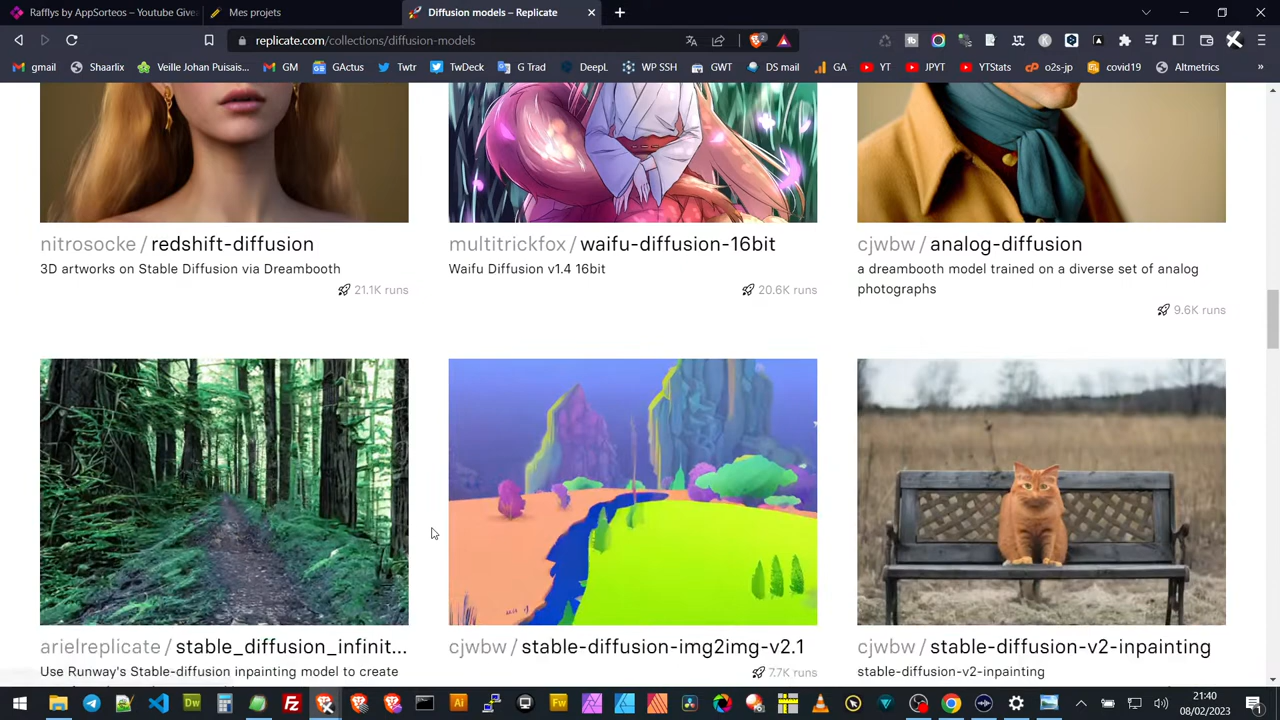 Rafflys by AppSorteos – Youtube Give
Mes projets
Diffusion models – Replicate
replicate.com/collections/diffusion-models
gmail
Shaarlix
Veille Johan Puisais...
GM
GActus
Twtr
TwDeck
G Trad
DeepL
WP SSH
GWT
DS mail
GA
YT
JPYT
YTStats
o2s-jp
covid19
Altmetrics
nitrosocke / redshift-diffusion
3D artworks on Stable Diffusion via Dreambooth
21.1K runs
multitrickfox / waifu-diffusion-16bit
Waifu Diffusion v1.4 16bit
20.6K runs
cjwbw / analog-diffusion
a dreambooth model trained on a diverse set of analog
photographs
9.6K runs
arielreplicate / stable_diffusion_infinit...
Use Runway's Stable-diffusion inpainting model to create
cjwbw / stable-diffusion-img2img-v2.1
7.7K runs
cjwbw / stable-diffusion-v2-inpainting
stable-diffusion-v2-inpainting
21:40
08/02/2023